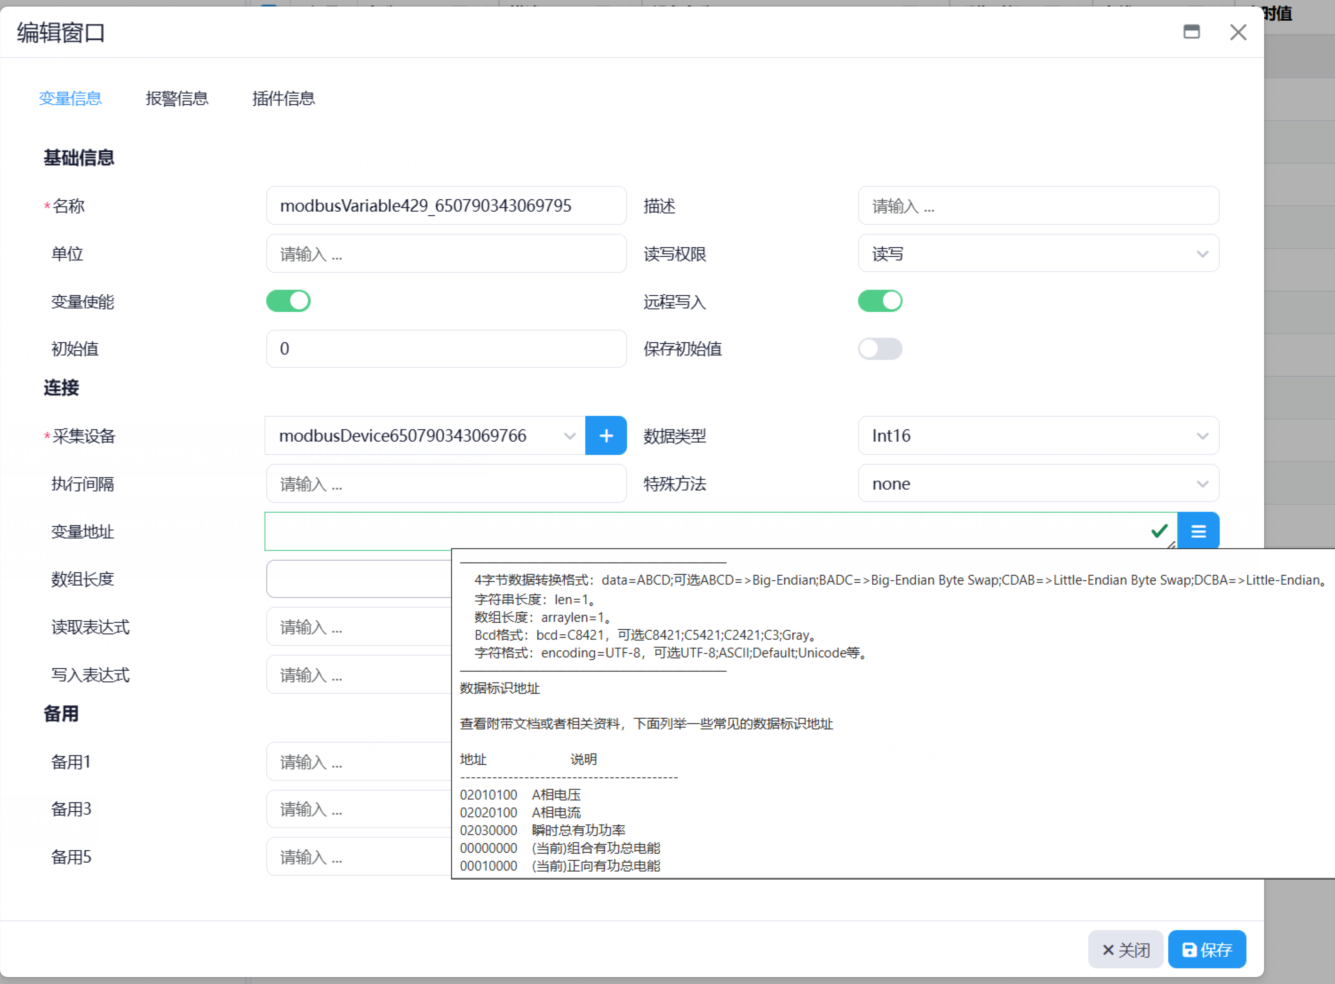 时值
编辑窗口
变量信息 报警信息 插件信息
基础信息
*名称 modbusVariable429_650790343069795 描述 请输入 ...
单位 请输入 ... 读写权限 读写
变量使能 远程写入
初始值 0 保存初始值
连接
*采集设备 modbusDevice650790343069766 + 数据类型 Int16
执行间隔 请输入 ... 特殊方法 none
变量地址
数组长度
读取表达式 请输入 ...
写入表达式 请输入 ...
备用
备用1 请输入 ...
备用3 请输入 ...
备用5 请输入 ...
4字节数据转换格式：data=ABCD;可选ABCD=>Big-Endian;BADC=>Big-Endian Byte Swap;CDAB=>Little-Endian Byte Swap;DCBA=>Little-Endian。
字符串长度：len=1。
数组长度：arraylen=1。
Bcd格式：bcd=C8421，可选C8421;C5421;C2421;C3;Gray。
字符格式：encoding=UTF-8，可选UTF-8;ASCII;Default;Unicode等。
数据标识地址
查看附带文档或者相关资料，下面列举一些常见的数据标识地址
地址 说明
-----------------------------------------
02010100 A相电压
02020100 A相电流
02030000 瞬时总有功功率
00000000 (当前)组合有功总电能
00010000 (当前)正向有功总电能
关闭 保存